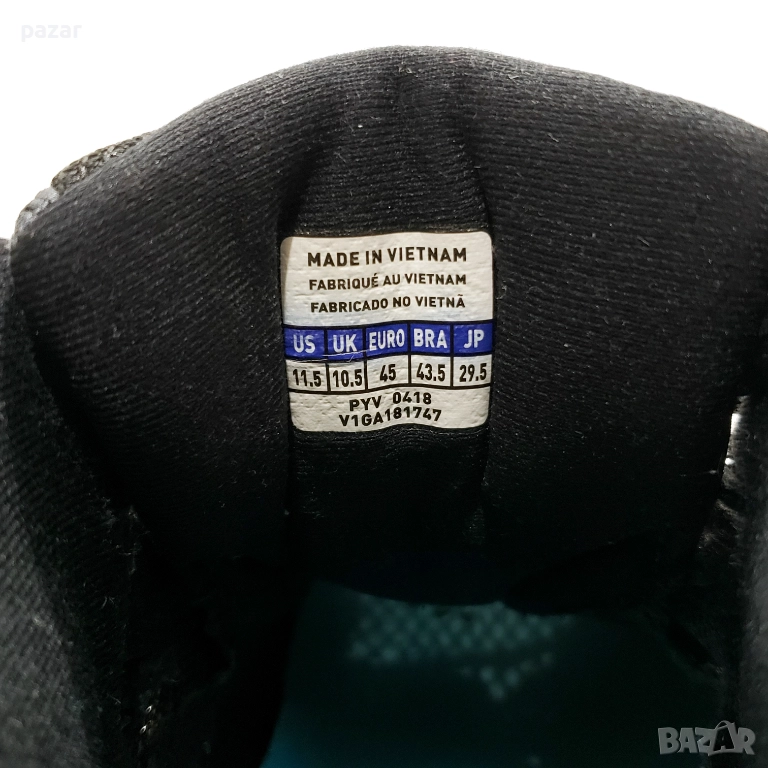 pazar
MADE IN VIETNAM
FABRIQUÉ AU VIETNAM
FABRICADO NO VIETNÃ
US UK EURO BRA JP
11.5 10.5 45 43.5 29.5
PYV 0418
V1GA181747
BAZAR